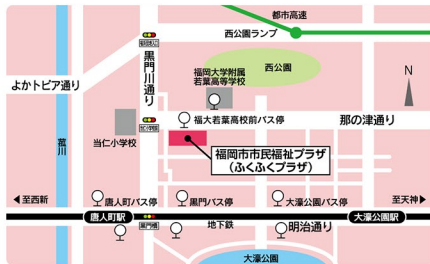 都市高速
西公園ランプ
黒門川通り
福岡大学附属
若葉高等学校
西公園
N
よかトピア通り
福大若葉高校前バス停
那の津通り
当仁小学校
菰川
福岡市市民福祉プラザ
(ふくふくプラザ)
◀至西新
唐人町バス停
黒門バス停
大濠公園バス停
至天神▶
唐人町駅
大濠公園駅
黒門橋
地下鉄
明治通り
大濠公園